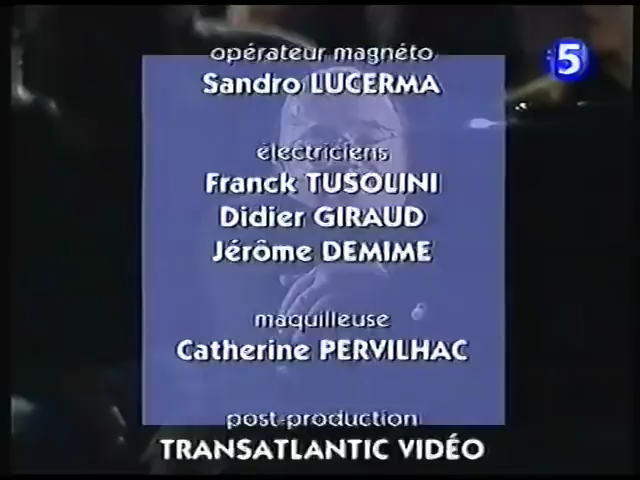 opérateur magnéto
5
Sandro LUCERMA
électriciens
Franck TUSOLINI
Didier GIRAUD
Jérôme DEMIME
maquilleuse
Catherine PERVILHAC
post-production
TRANSATLANTIC VIDÉO